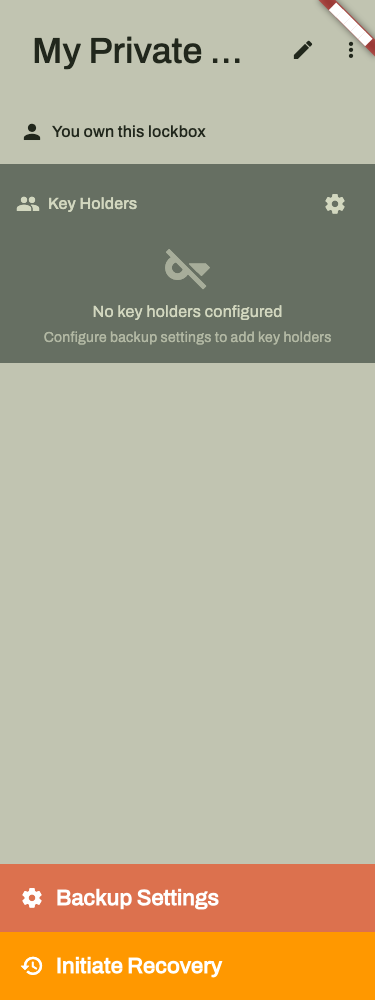 My Private ...
You own this lockbox
Key Holders
No key holders configured
Configure backup settings to add key holders
Backup Settings
Initiate Recovery